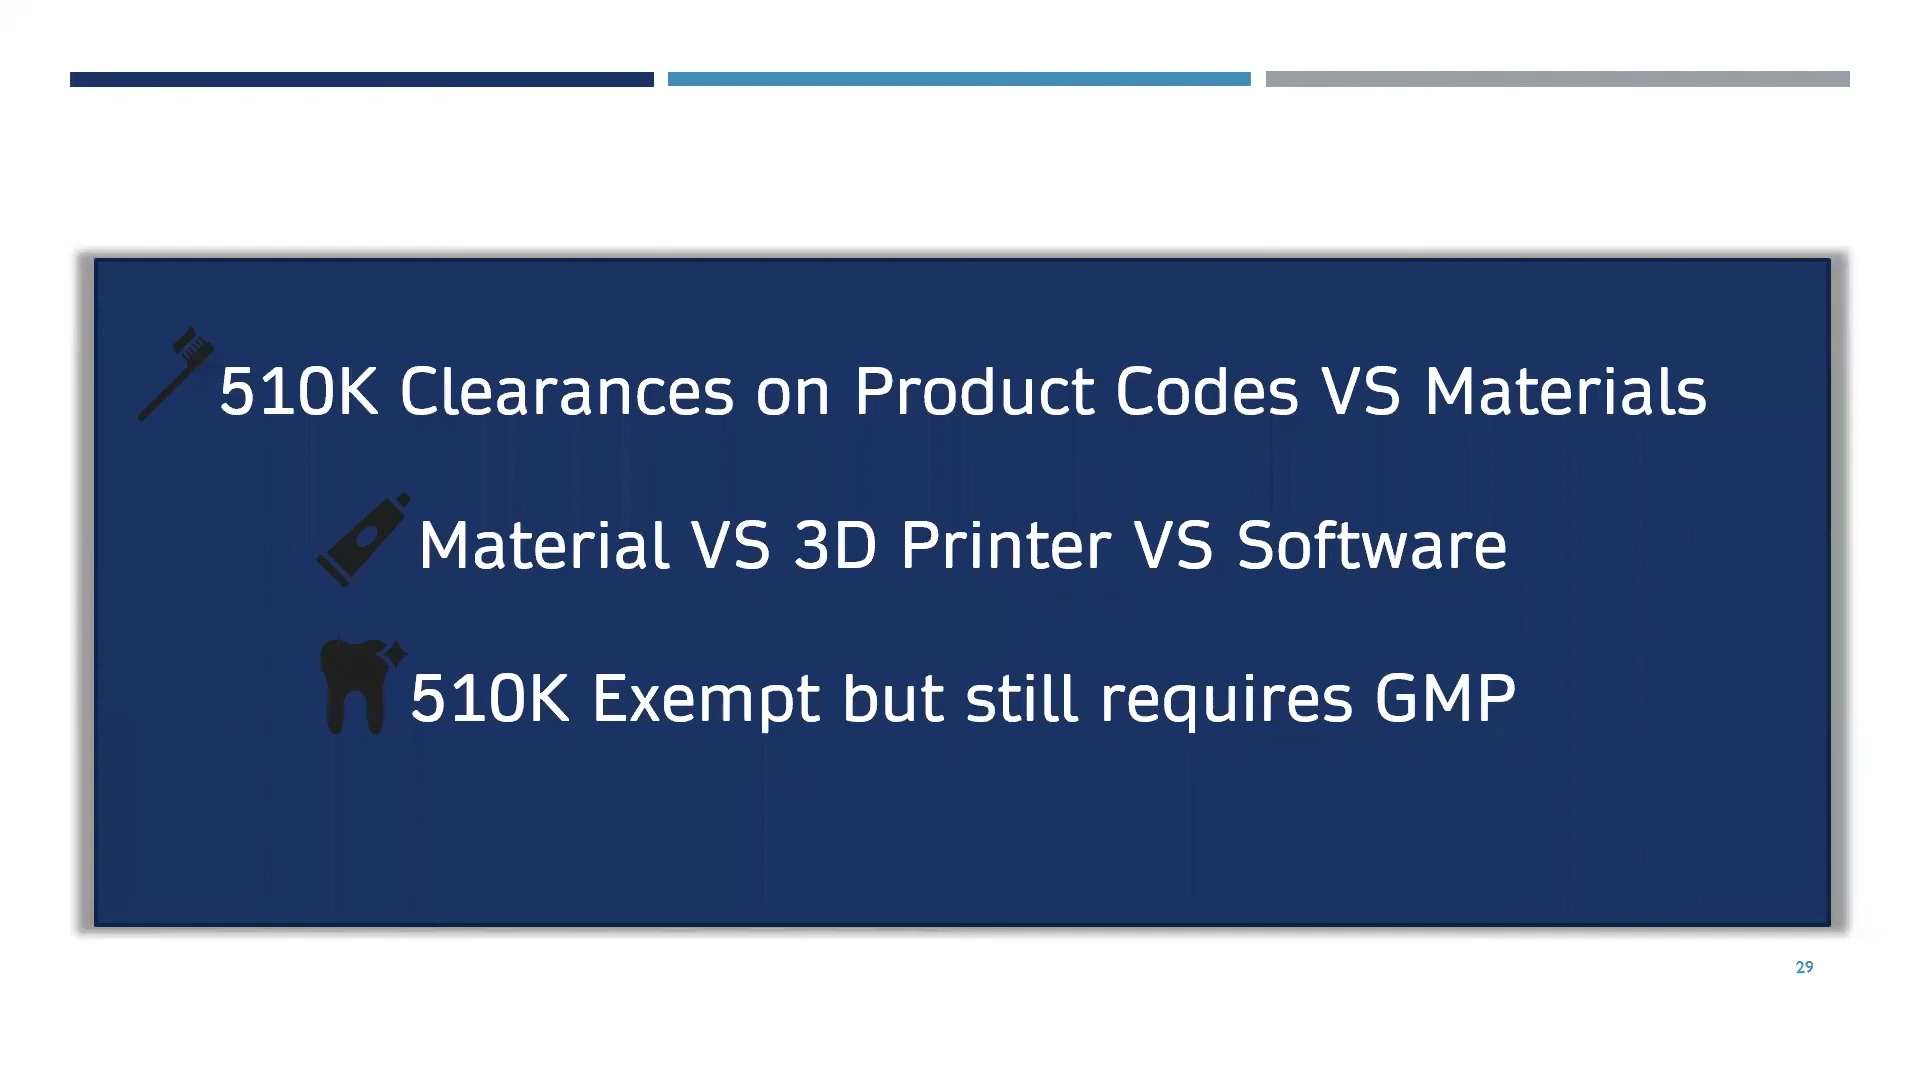 510K Clearances on Product Codes VS Materials
Material VS 3D Printer VS Software
510K Exempt but still requires GMP
29